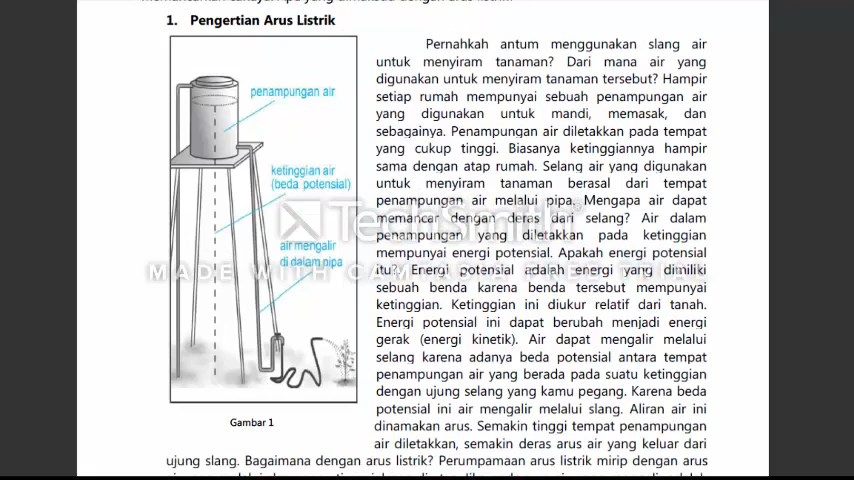 1. Pengertian Arus Listrik
penampungan air
ketinggian air
(beda potensial)
air mengalir
di dalam pipa
Gambar 1
Pernahkah antum menggunakan slang air
untuk menyiram tanaman? Dari mana air yang
digunakan untuk menyiram tanaman tersebut? Hampir
setiap rumah mempunyai sebuah penampungan air
yang digunakan untuk mandi, memasak, dan
sebagainya. Penampungan air diletakkan pada tempat
yang cukup tinggi. Biasanya ketinggiannya hampir
sama dengan atap rumah. Selang air yang digunakan
untuk menyiram tanaman berasal dari tempat
penampungan air melalui pipa. Mengapa air dapat
memancar dengan deras dari selang? Air dalam
penampungan yang diletakkan pada ketinggian
mempunyai energi potensial. Apakah energi potensial
itu? Energi potensial adalah energi yang dimiliki
sebuah benda karena benda tersebut mempunyai
ketinggian. Ketinggian ini diukur relatif dari tanah.
Energi potensial ini dapat berubah menjadi energi
gerak (energi kinetik). Air dapat mengalir melalui
selang karena adanya beda potensial antara tempat
penampungan air yang berada pada suatu ketinggian
dengan ujung selang yang kamu pegang. Karena beda
potensial ini air mengalir melalui slang. Aliran air ini
dinamakan arus. Semakin tinggi tempat penampungan
air diletakkan, semakin deras arus air yang keluar dari
ujung slang. Bagaimana dengan arus listrik? Perumpamaan arus listrik mirip dengan arus
TechSmith
MADE WITH CAMTASIA FREE TRIAL